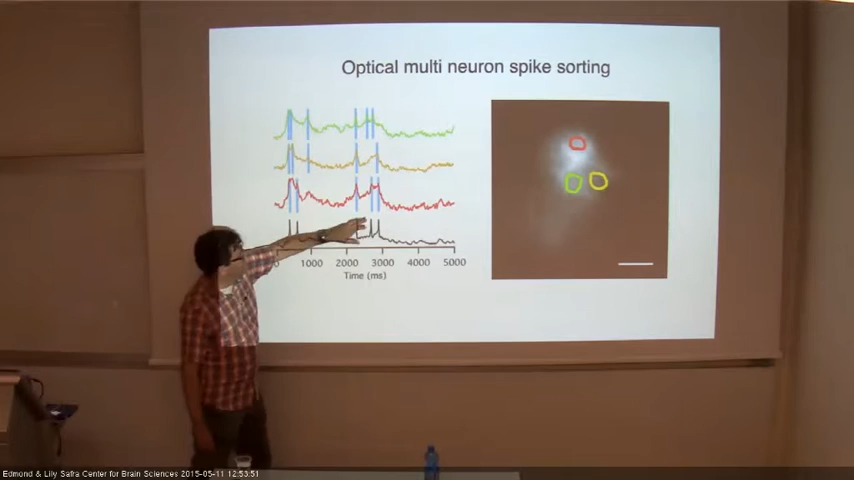 Optical multi neuron spike sorting
1000 2000 3000 4000 5000
Time (ms)
Edmond & Lily Safra Center for Brain Sciences 2015-05-11 12:53:51